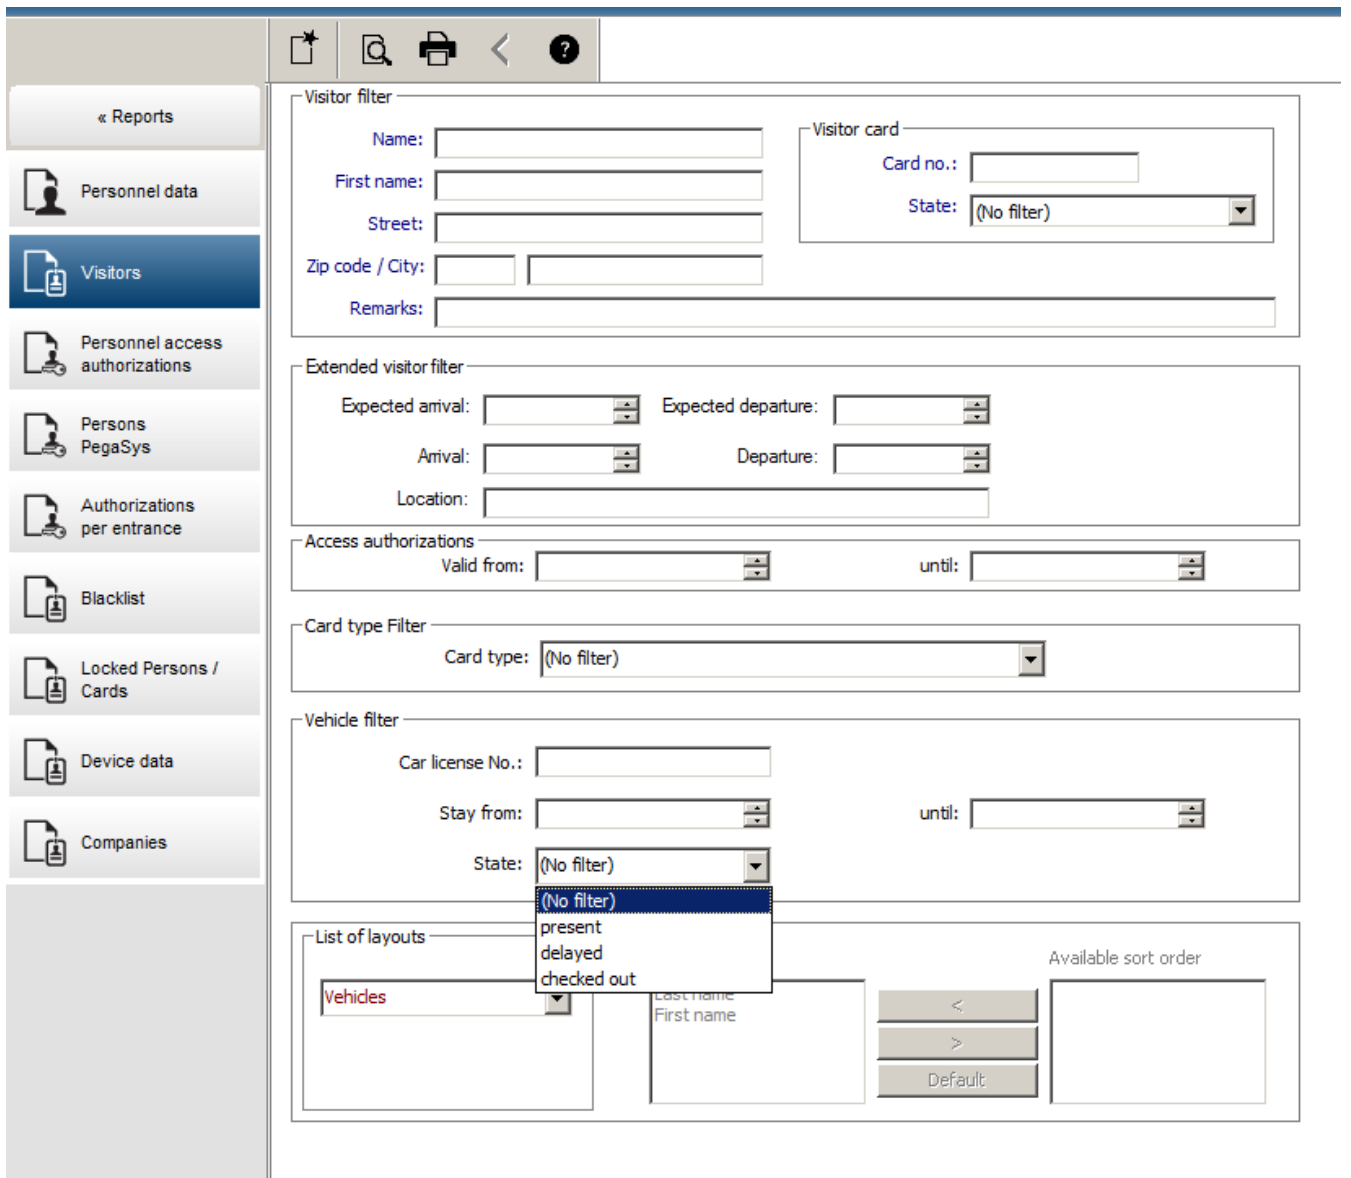 « Reports
Personnel data
Visitors
Personnel access
authorizations
Persons
PegaSys
Authorizations
per entrance
Blacklist
Locked Persons /
Cards
Device data
Companies
?
Visitor filter
Name:
First name:
Street:
Zip code / City:
Remarks:
Visitor card
Card no.:
State: (No filter)
Extended visitor filter
Expected arrival: Expected departure:
Arrival: Departure:
Location:
Access authorizations
Valid from: until:
Card type Filter
Card type: (No filter)
Vehicle filter
Car license No.:
Stay from: until:
State: (No filter)
(No filter)
present
delayed
checked out
List of layouts
Vehicles
Last name
First name
<
>
Default
Available sort order